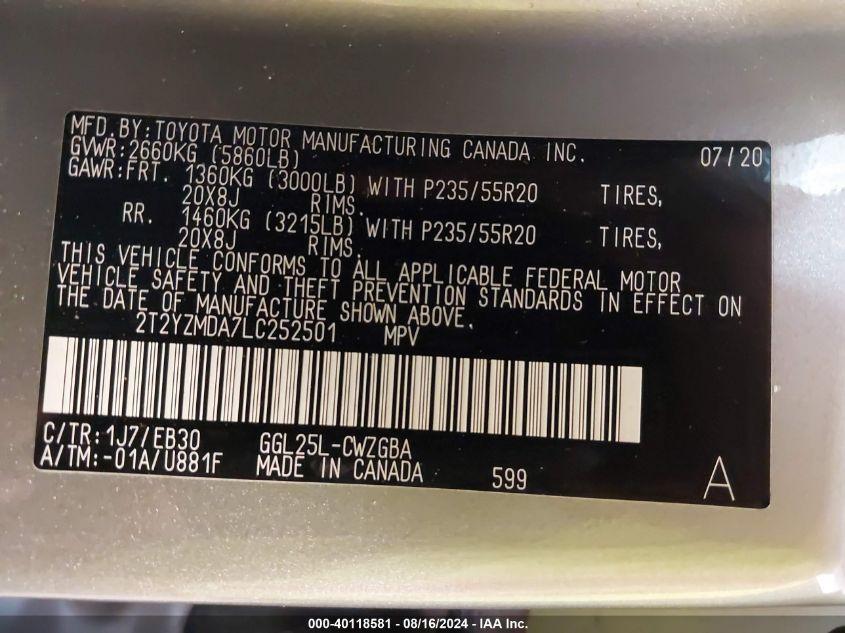 MFD.BY:TOYOTA MOTOR MANUFACTURING CANADA INC. 07/20
GVWR:2660KG (5860LB)
GAWR:FRT. 1360KG (3000LB) WITH P235/55R20 TIRES,
20X8J RIMS.
RR. 1460KG (3215LB) WITH P235/55R20 TIRES,
20X8J RIMS.
THIS VEHICLE CONFORMS TO ALL APPLICABLE FEDERAL MOTOR
VEHICLE SAFETY AND THEFT PREVENTION STANDARDS IN EFFECT ON
THE DATE OF MANUFACTURE SHOWN ABOVE.
2T2YZMDA7LC252501 MPV
C/TR:1J7/EB30 GGL25L-CWZGBA
A/TM:-01A/U881F MADE IN CANADA 599 A
000-40118581 - 08/16/2024 - IAA Inc.